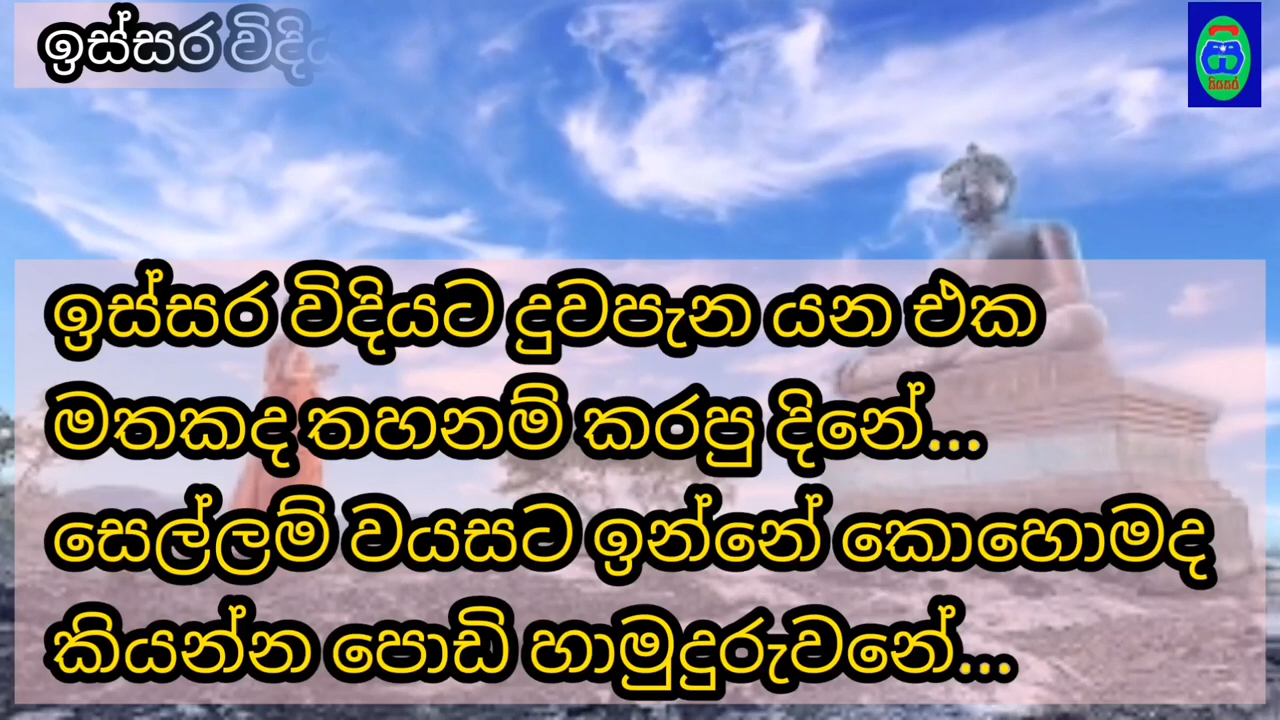 ඉස්සර විදිය
ඉස්සර විදියට දුවපැන යන එක
මතකද තහනම් කරපු දිනේ...
සෙල්ලම් වයසට ඉන්නේ කොහොමද
කියන්න පොඩි හාමුදුරුවනේ...